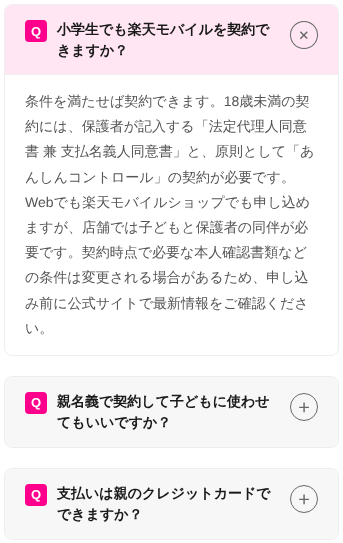 Q 小学生でも楽天モバイルを契約で
きますか？
条件を満たせば契約できます。18歳未満の契
約には、保護者が記入する「法定代理人同意
書 兼 支払名義人同意書」と、原則として「あ
んしんコントロール」の契約が必要です。
Webでも楽天モバイルショップでも申し込め
ますが、店舗では子どもと保護者の同伴が必
要です。契約時点で必要な本人確認書類など
の条件は変更される場合があるため、申し込
み前に公式サイトで最新情報をご確認くださ
い。
Q 親名義で契約して子どもに使わせ
てもいいですか？
Q 支払いは親のクレジットカードで
できますか？